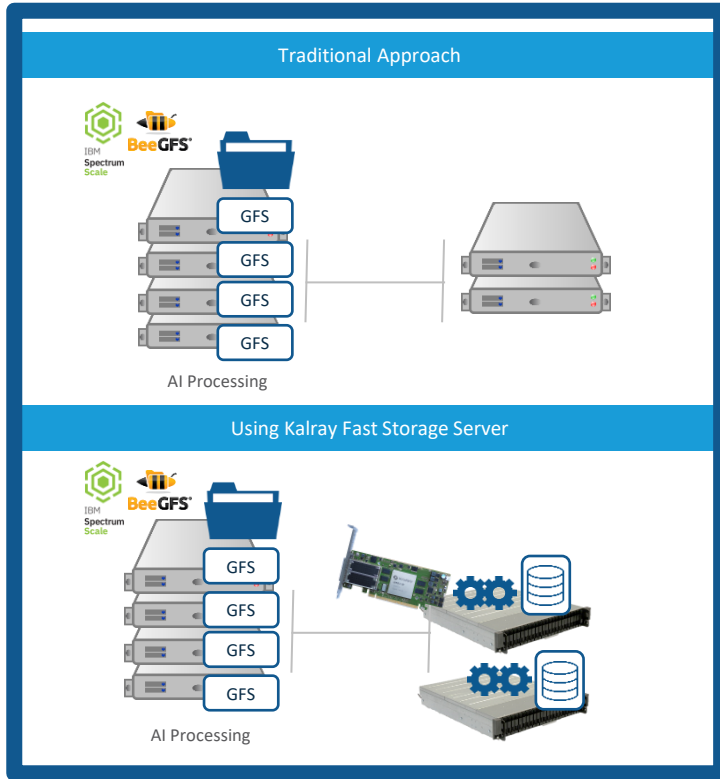 Traditional Approach
IBM
Spectrum
Scale
BeeGFS®
GFS
GFS
GFS
GFS
AI Processing
Using Kalray Fast Storage Server
IBM
Spectrum
Scale
BeeGFS®
GFS
GFS
GFS
GFS
AI Processing